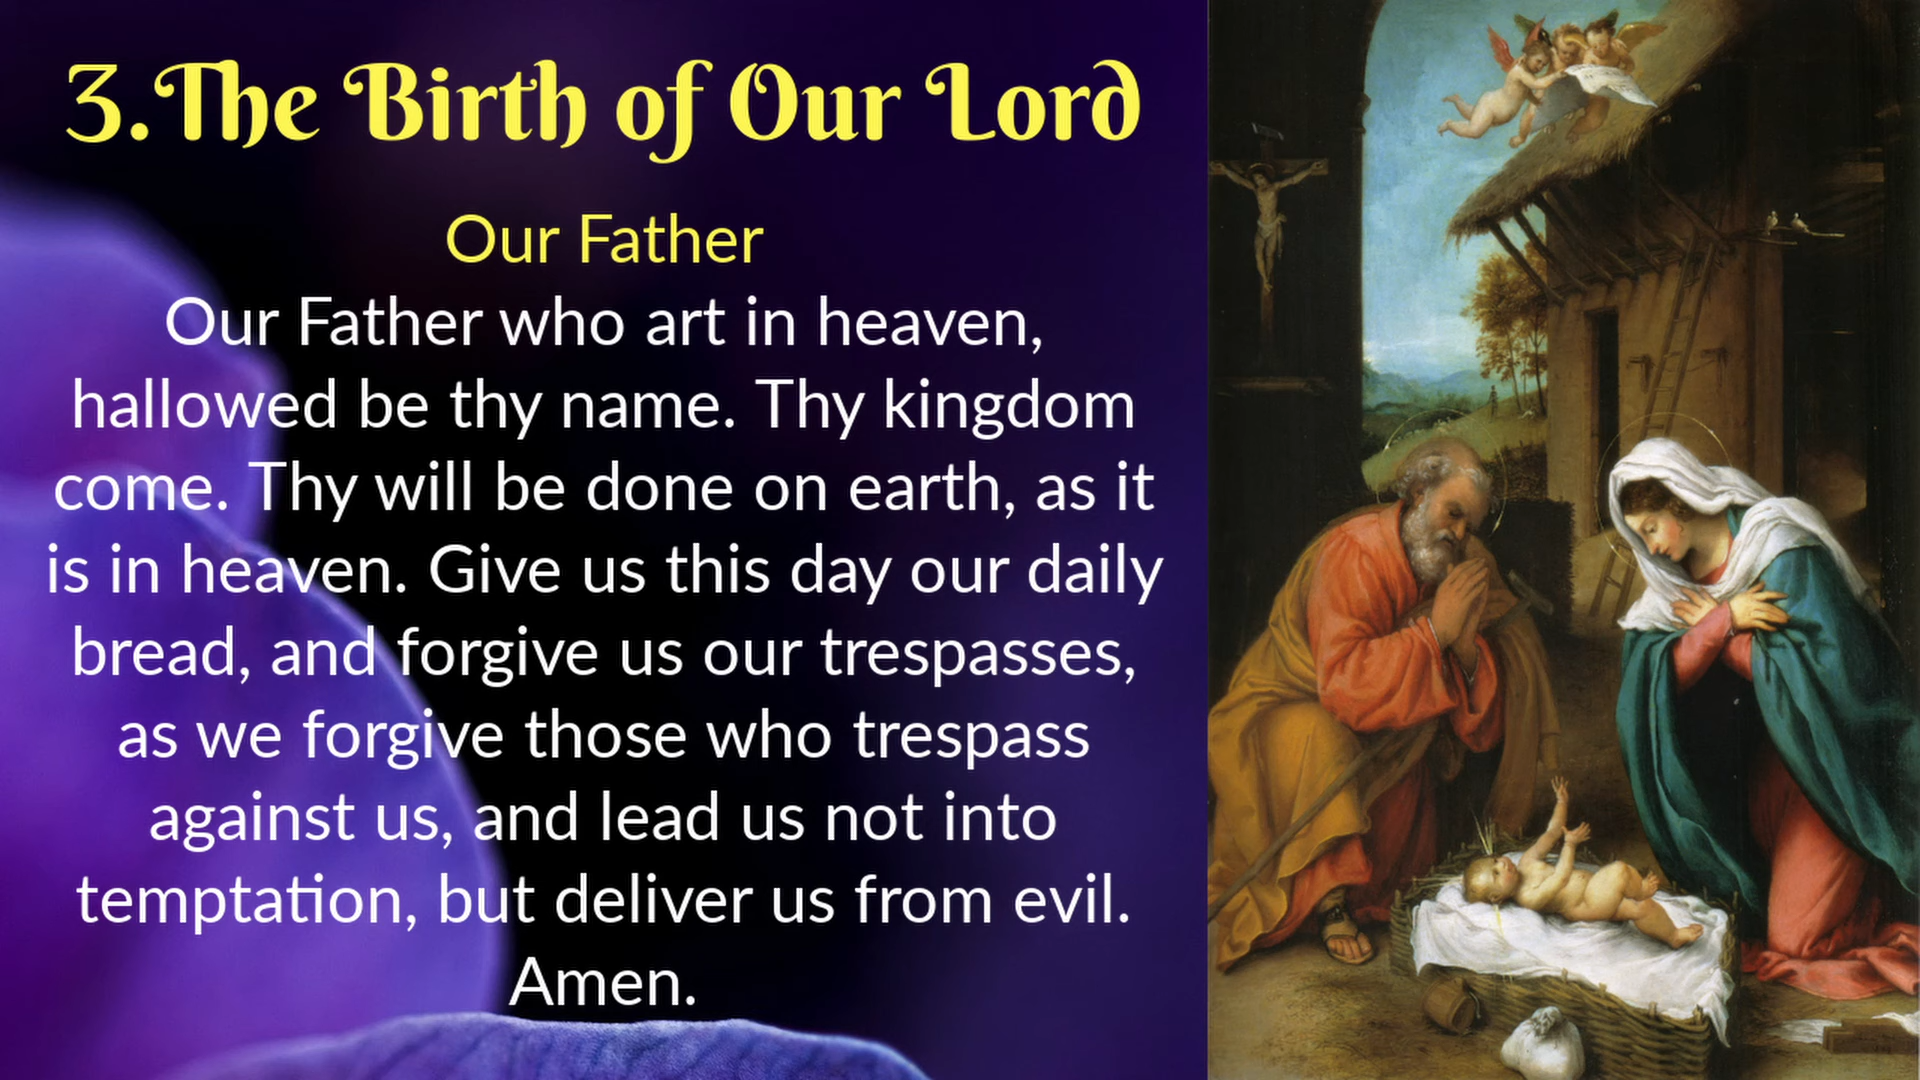 3.The Birth of Our Lord
Our Father
Our Father who art in heaven,
hallowed be thy name. Thy kingdom
come. Thy will be done on earth, as it
is in heaven. Give us this day our daily
bread, and forgive us our trespasses,
as we forgive those who trespass
against us, and lead us not into
temptation, but deliver us from evil.
Amen.